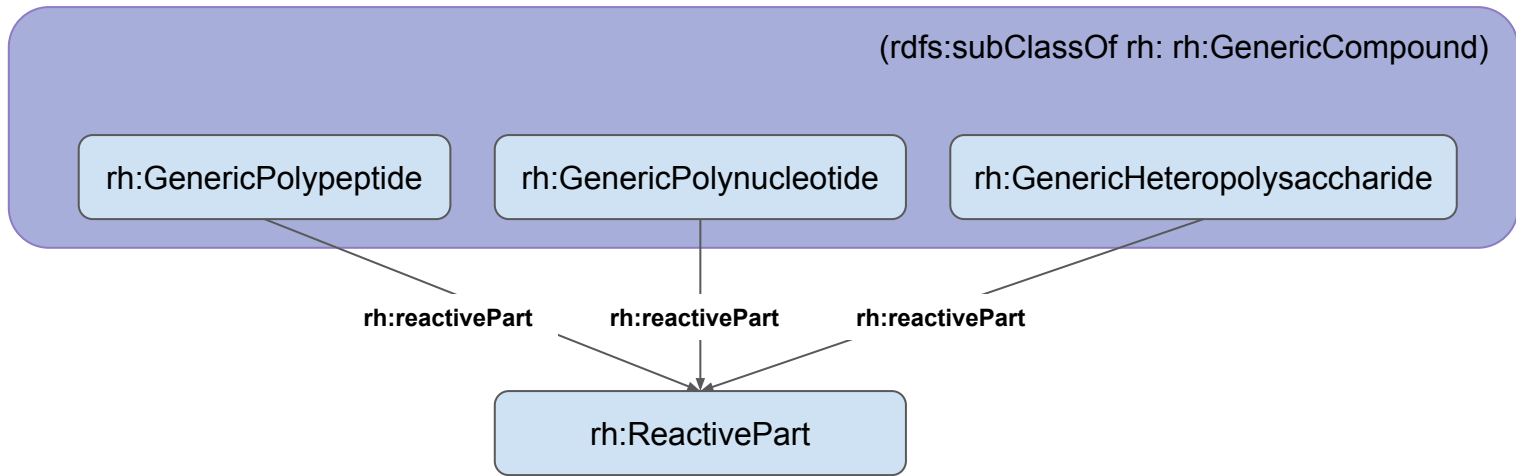 (rdfs:subClassOf rh: rh:GenericCompound)
rh:GenericPolypeptide
rh:GenericPolynucleotide
rh:GenericHeteropolysaccharide
rh:reactivePart
rh:reactivePart
rh:reactivePart
rh:ReactivePart